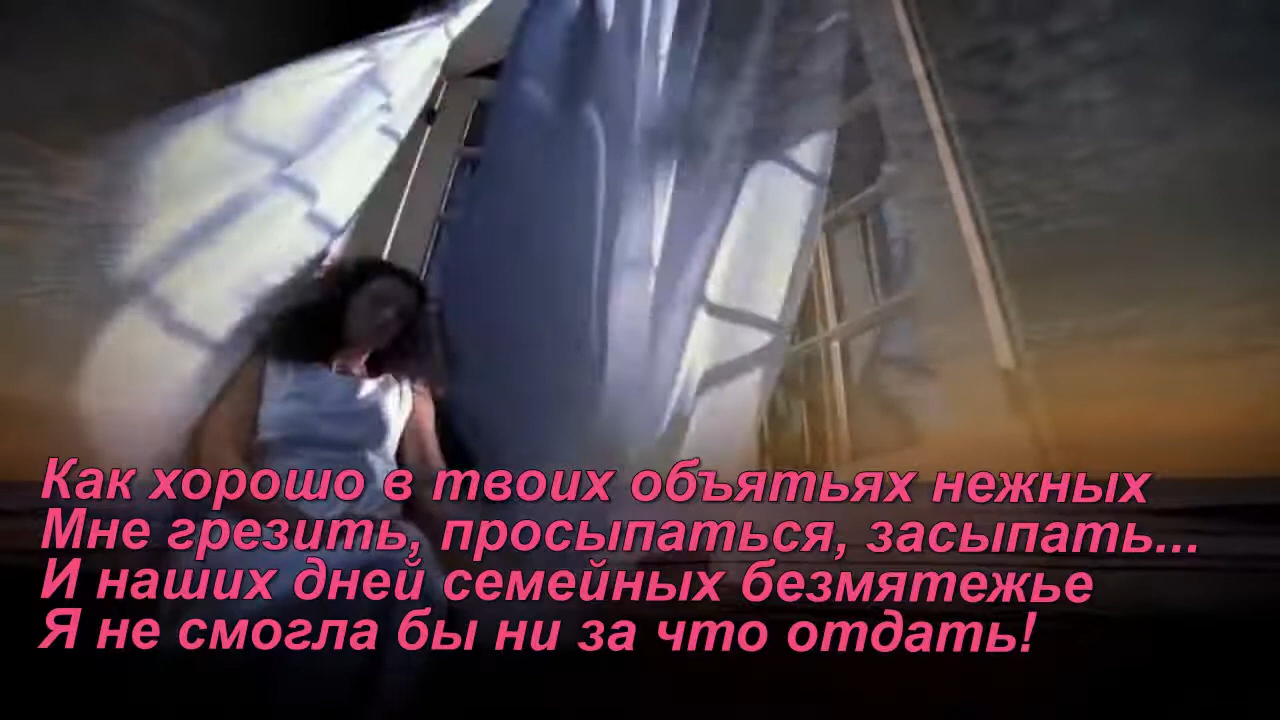 Как хорошо в твоих объятьях нежных
Мне грезить, просыпаться, засыпать...
И наших дней семейных безмятежье
Я не смогла бы ни за что отдать!